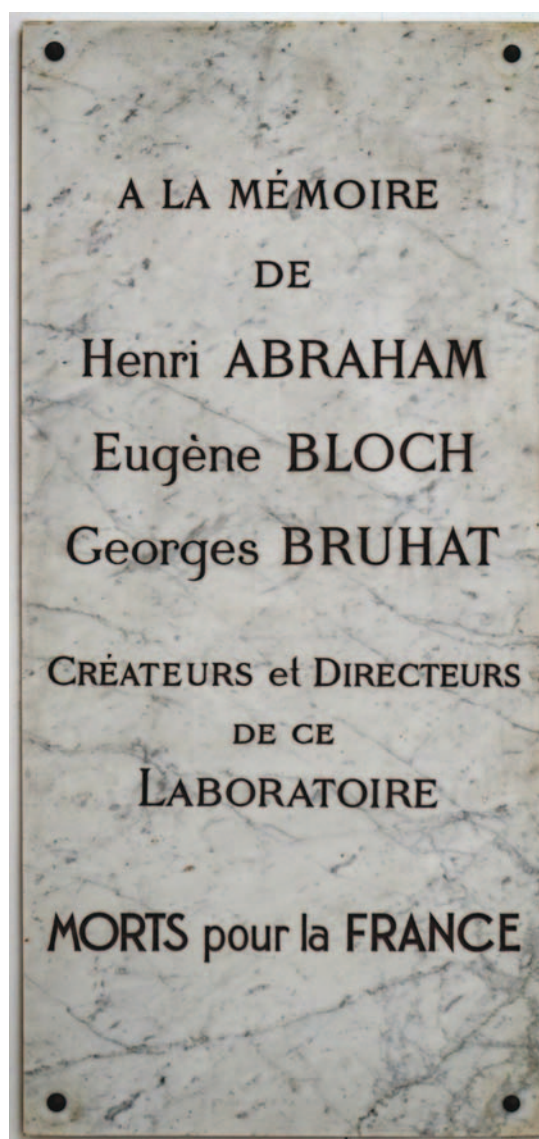 A LA MÉMOIRE
DE
Henri ABRAHAM
Eugène BLOCH
Georges BRUHAT
CRÉATEURS et DIRECTEURS
DE CE
LABORATOIRE
MORTS pour la FRANCE